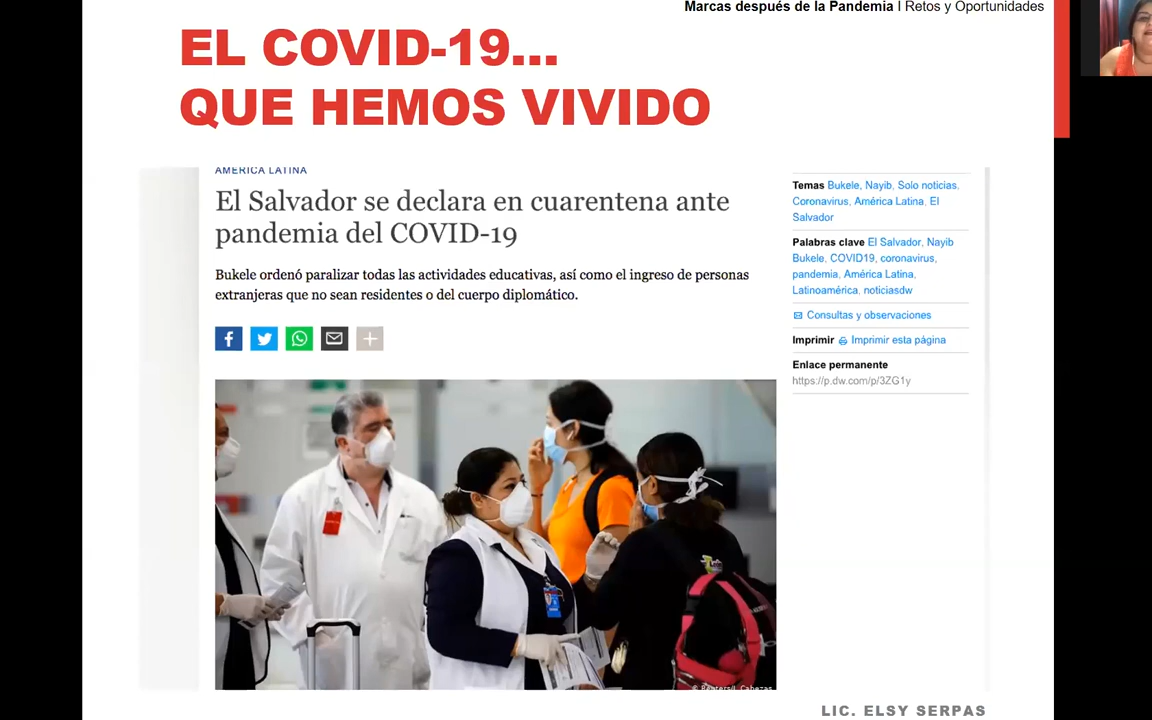 Marcas después de la Pandemia I Retos y Oportunidades
EL COVID-19...
QUE HEMOS VIVIDO
AMÉRICA LATINA
El Salvador se declara en cuarentena ante
pandemia del COVID-19
Bukele ordenó paralizar todas las actividades educativas, así como el ingreso de personas
extranjeras que no sean residentes o del cuerpo diplomático.
Temas Bukele, Nayib, Solo noticias,
Coronavirus, América Latina, El
Salvador
Palabras clave El Salvador, Nayib
Bukele, COVID19, coronavirus,
pandemia, América Latina,
Latinoamérica, noticiasdw
Consultas y observaciones
Imprimir Imprimir esta página
Enlace permanente
https://p.dw.com/p/3ZG1y
© Reuters/J. Cabezas
LIC. ELSY SERPAS